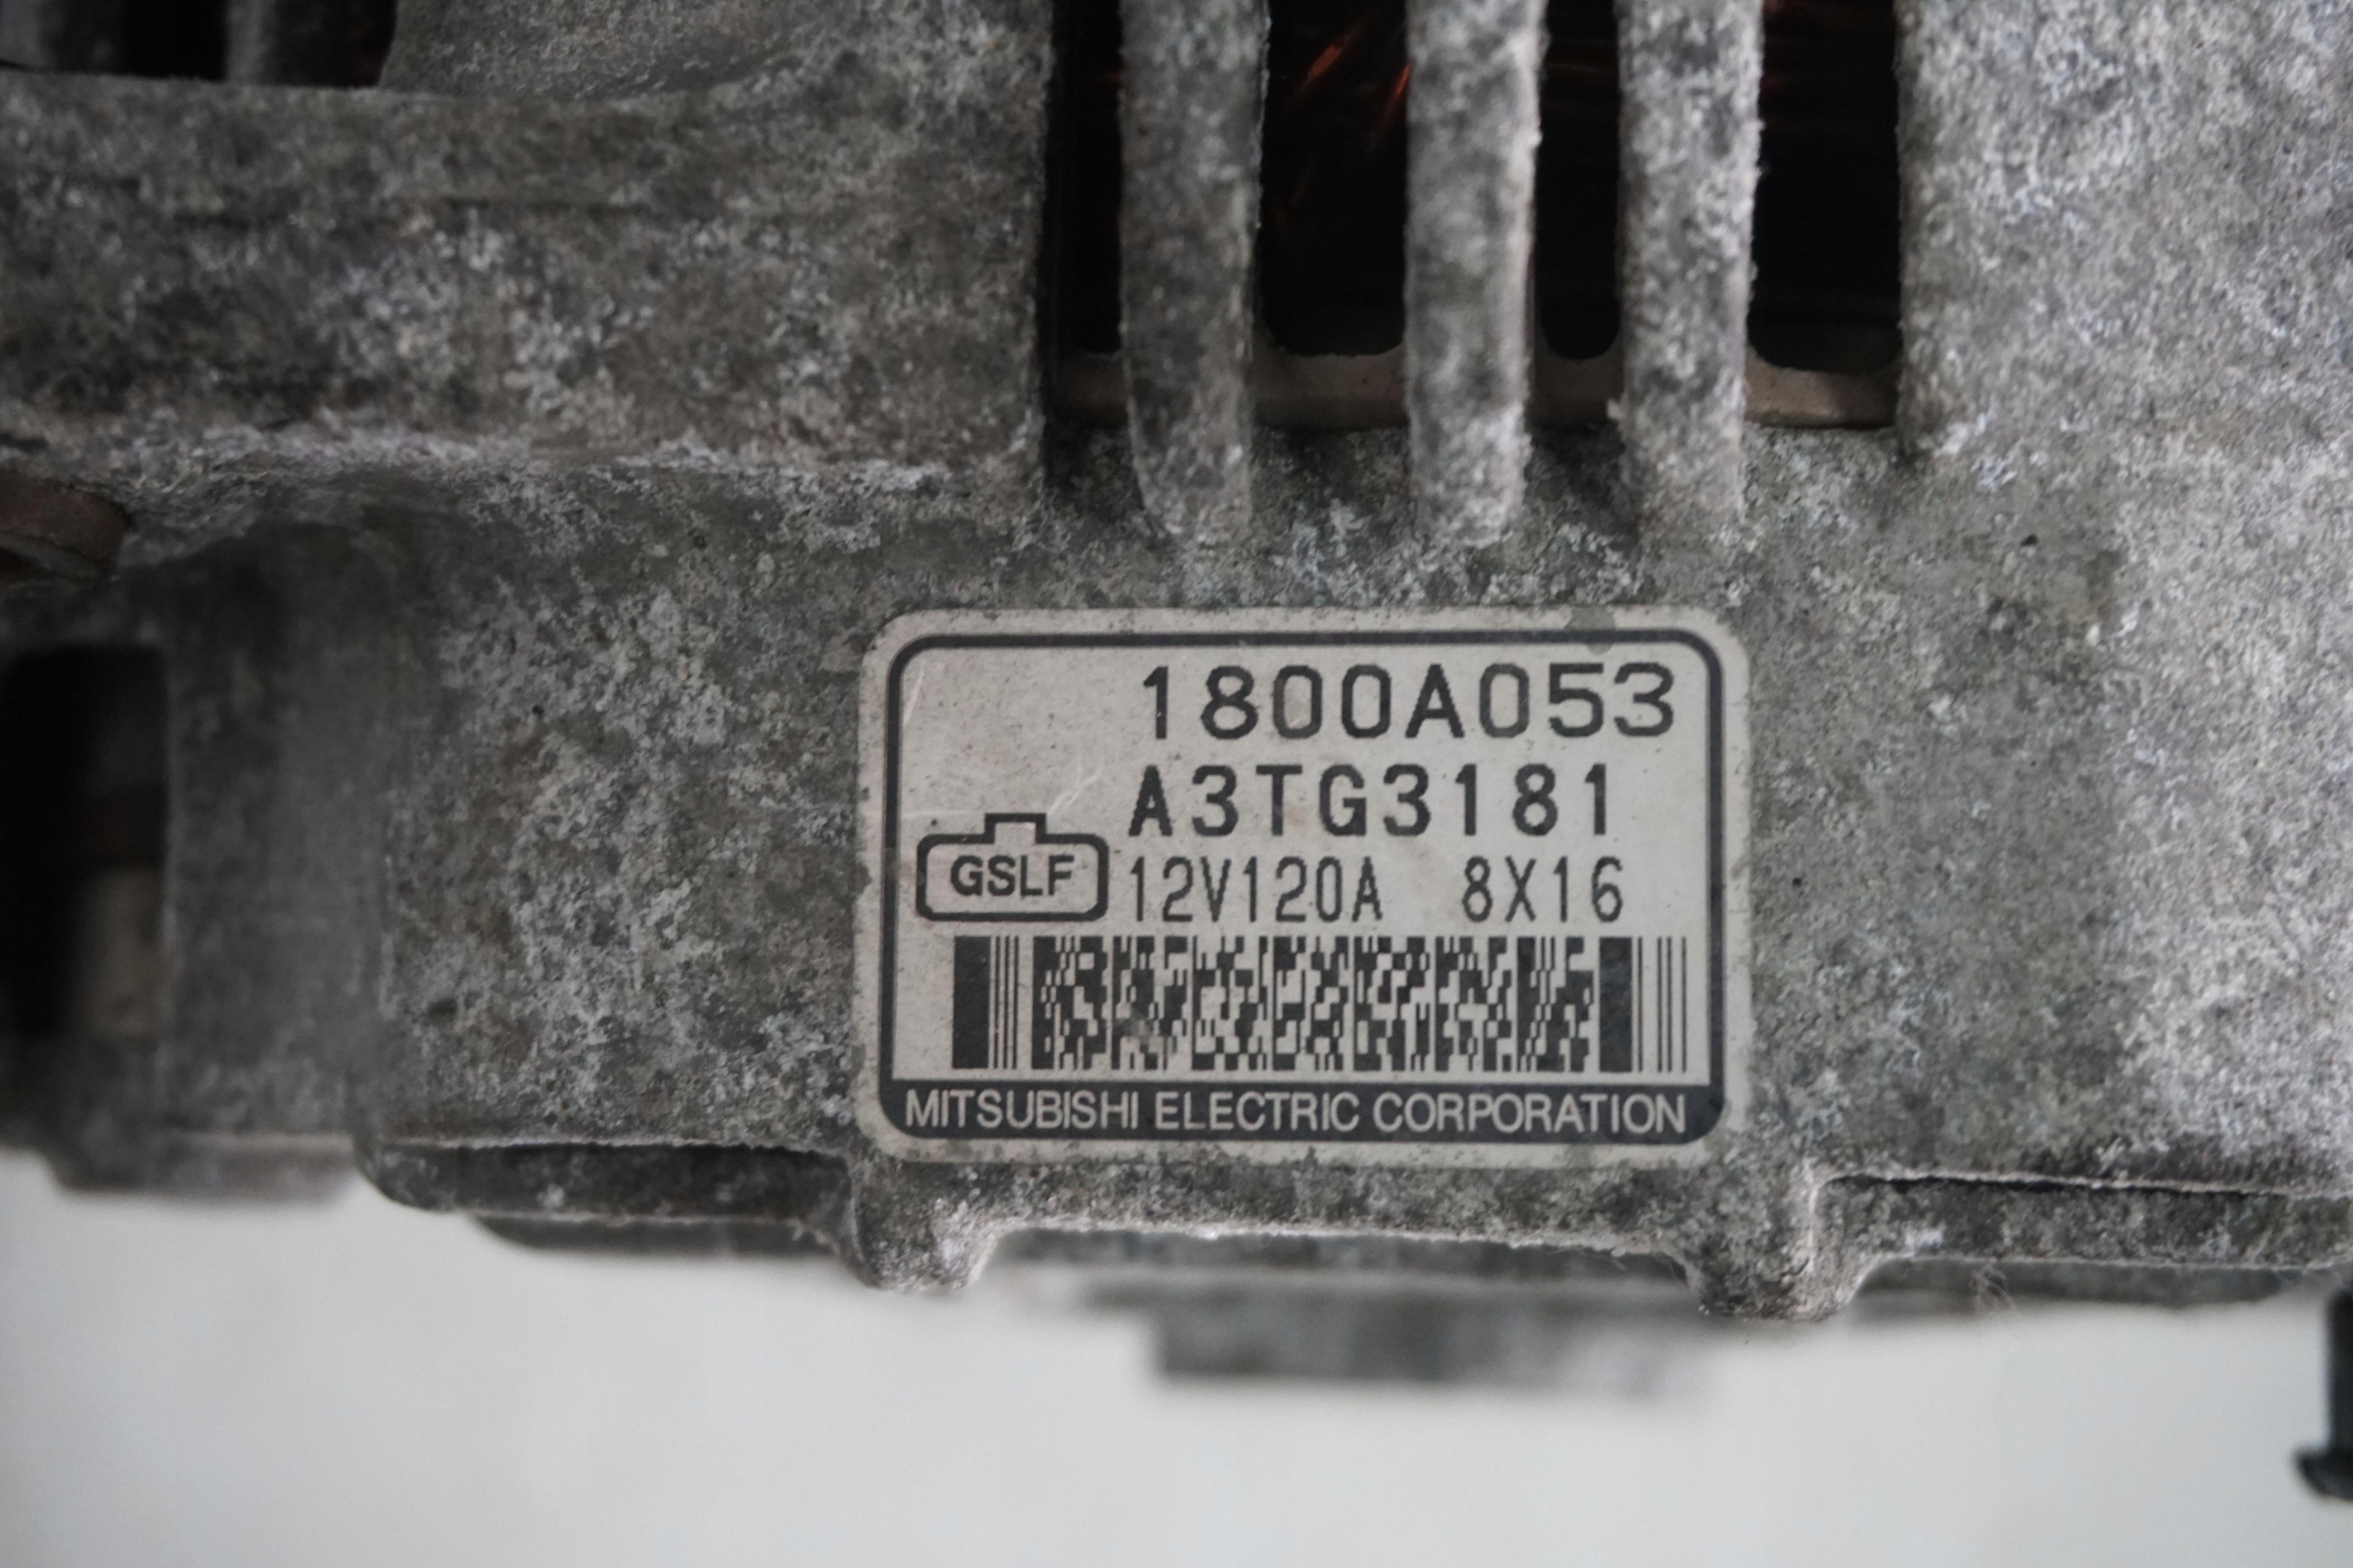 1800A053
A3TG3181
GSLF 12V120A 8X16
MITSUBISHI ELECTRIC CORPORATION